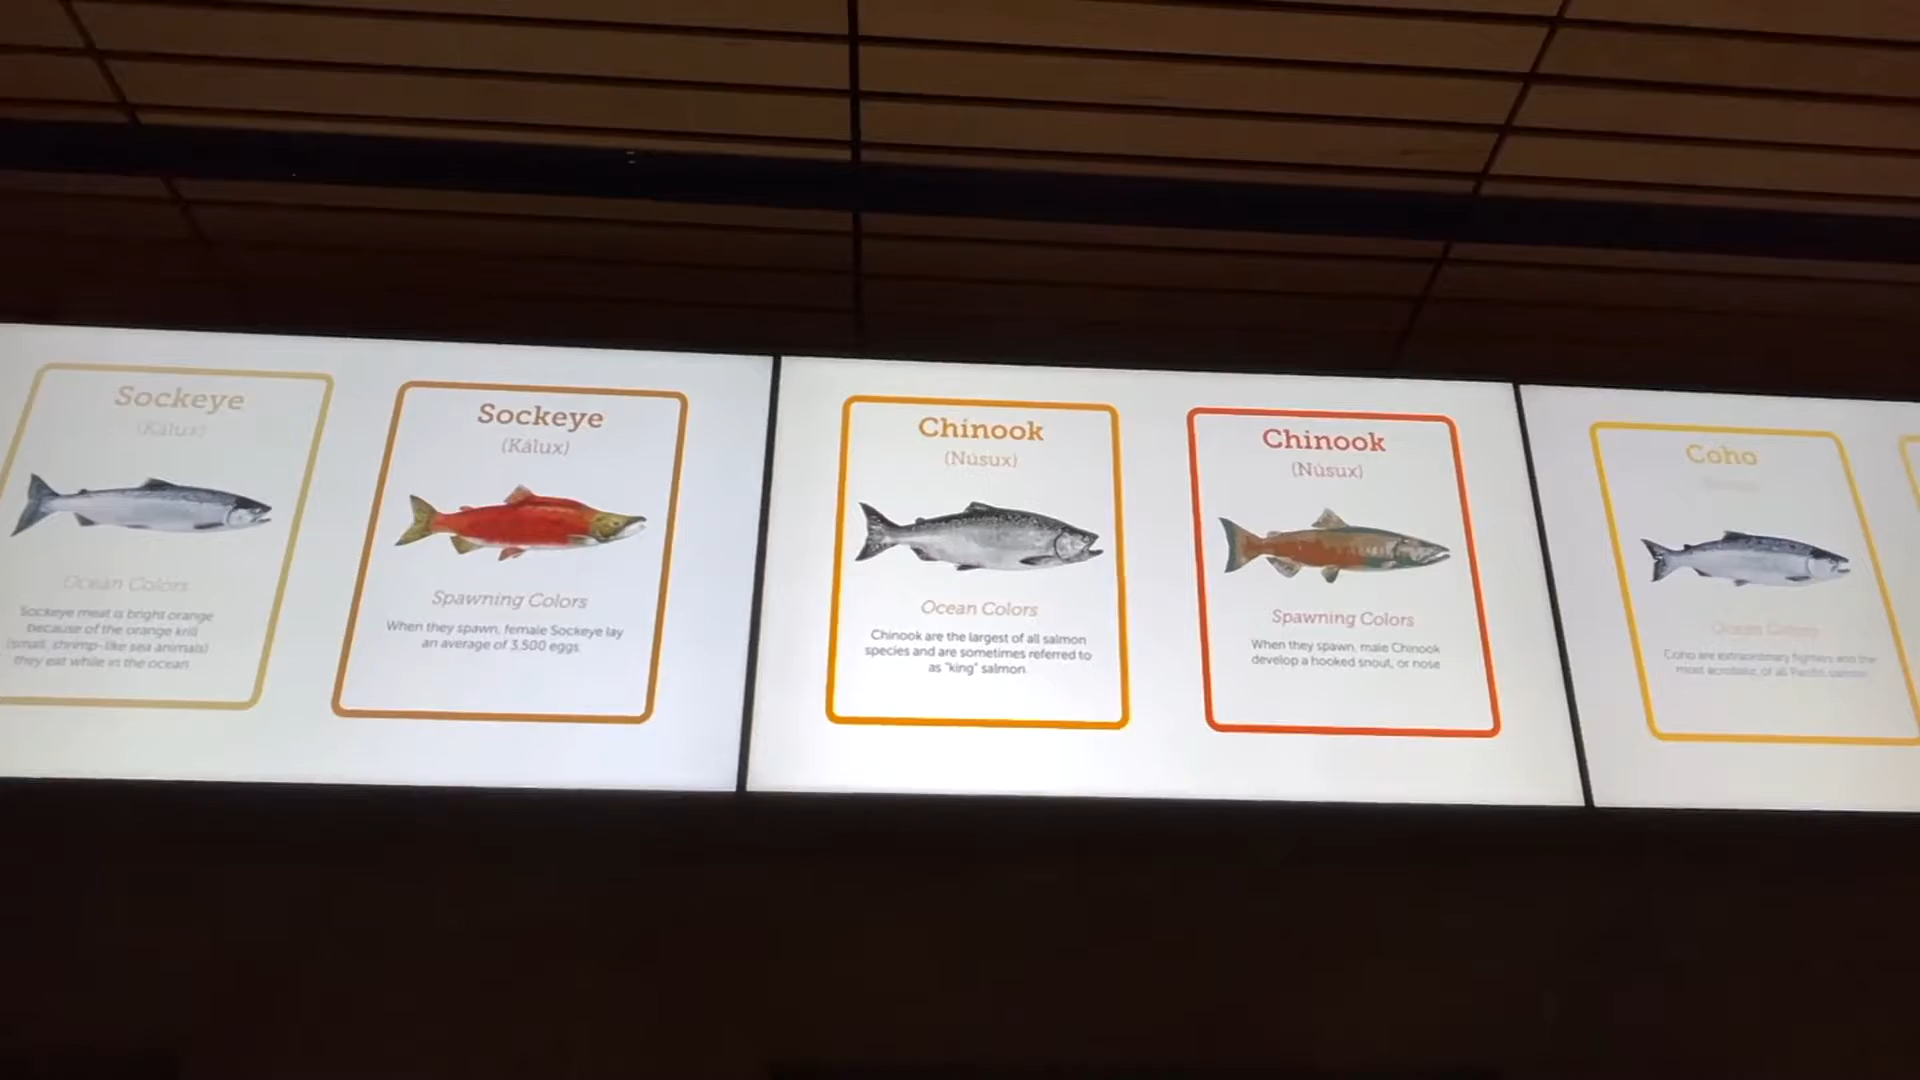 Sockeye
(Kálux)
Ocean Colors
Sockeye meat is bright orange
because of the orange krill
(small, shrimp-like sea animals)
they eat while in the ocean.
Sockeye
(Kálux)
Spawning Colors
When they spawn, female Sockeye lay
an average of 3,500 eggs.
Chinook
(Núsux)
Ocean Colors
Chinook are the largest of all salmon
species and are sometimes referred to
as "king" salmon.
Chinook
(Núsux)
Spawning Colors
When they spawn, male Chinook
develop a hooked snout, or nose
Coho
Ocean Colors
Coho are extraordinary fighters and the
most acrobatic of all Pacific salmon.